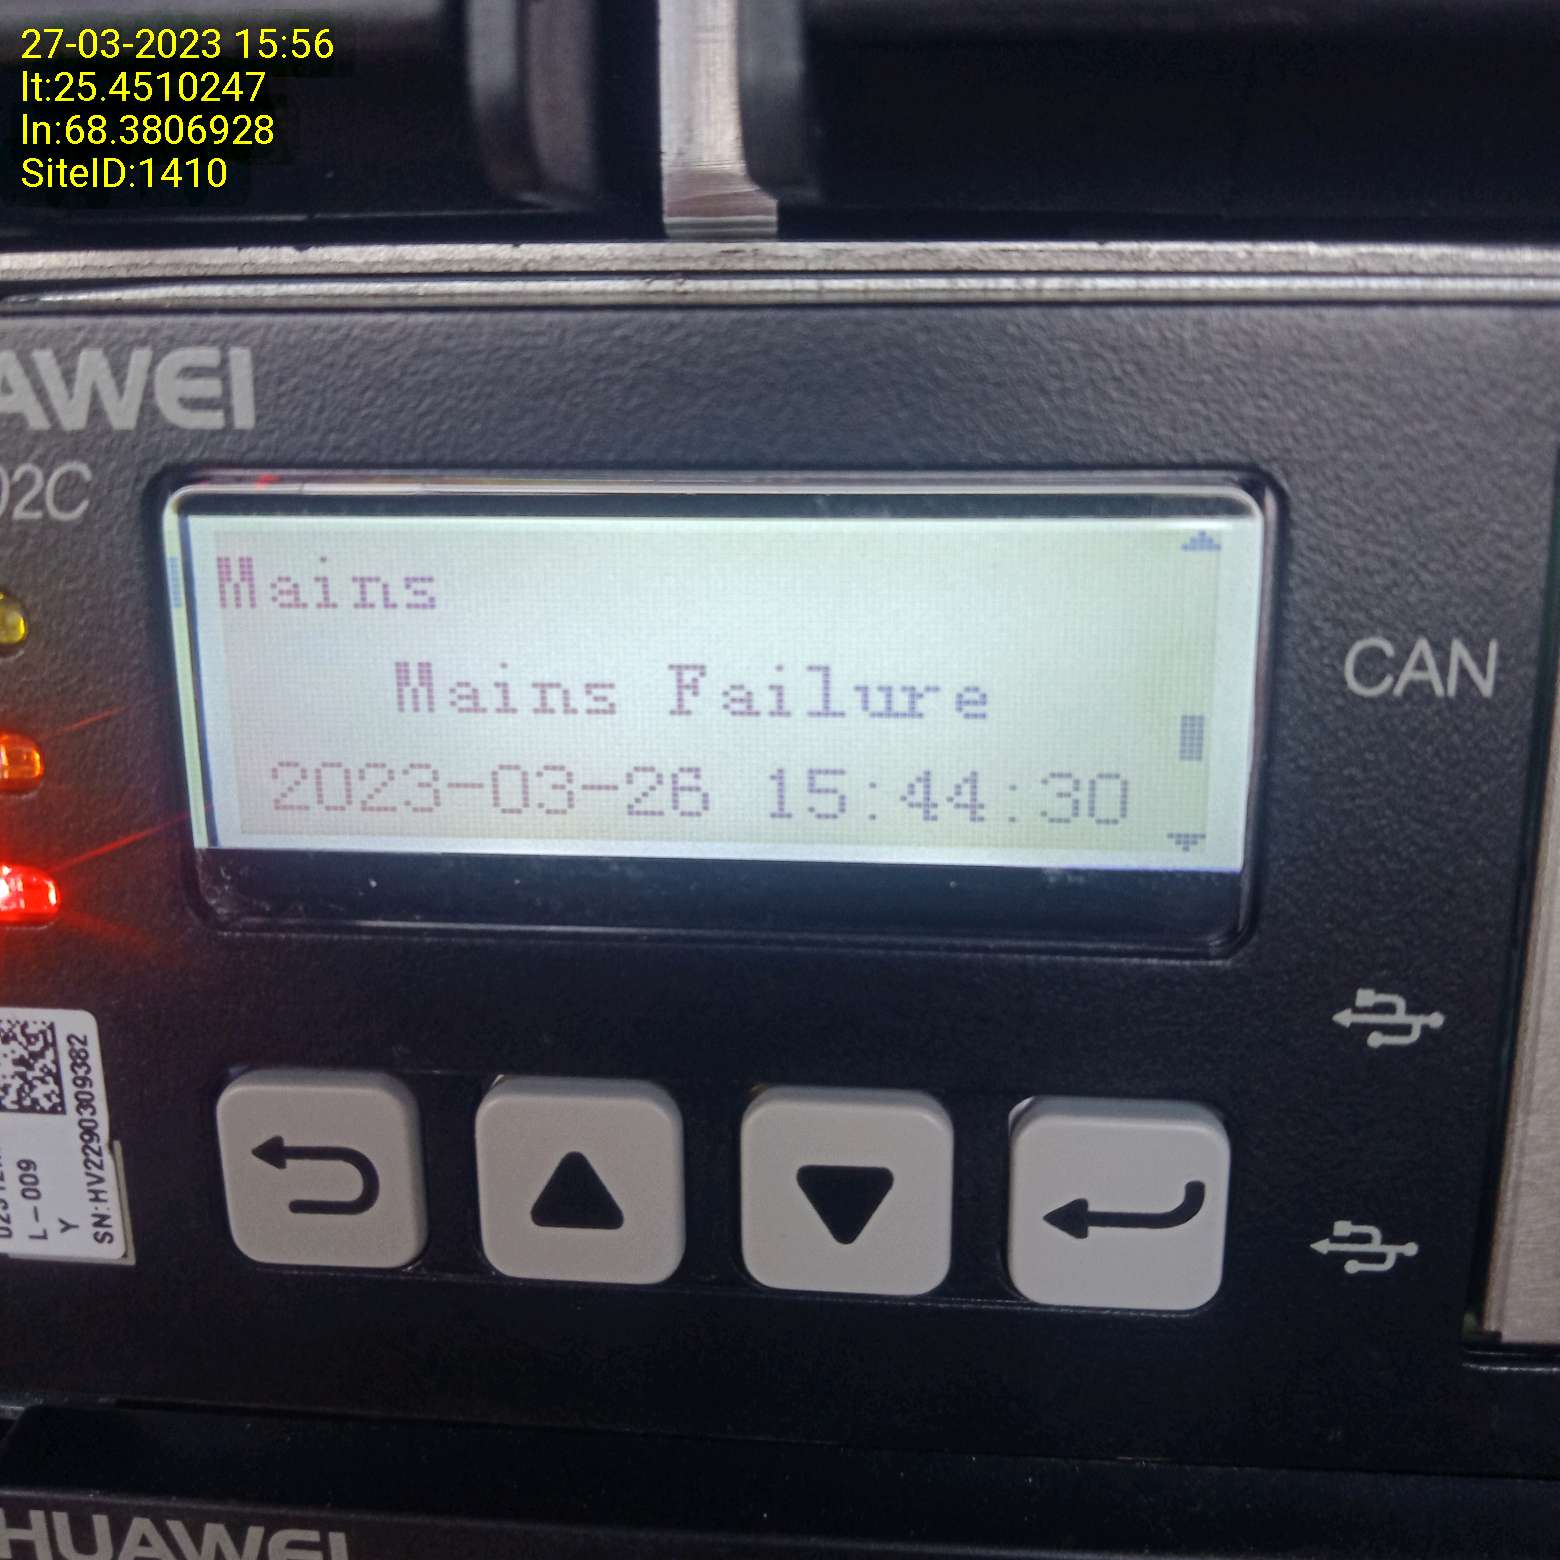 27-03-2023 15:56
lt:25.4510247
ln:68.3806928
SiteID:1410
AWEI
02C
Mains
Mains Failure
2023-03-26 15:44:30
CAN
L-009
Y
SN:HV2290309382
HUAWEI